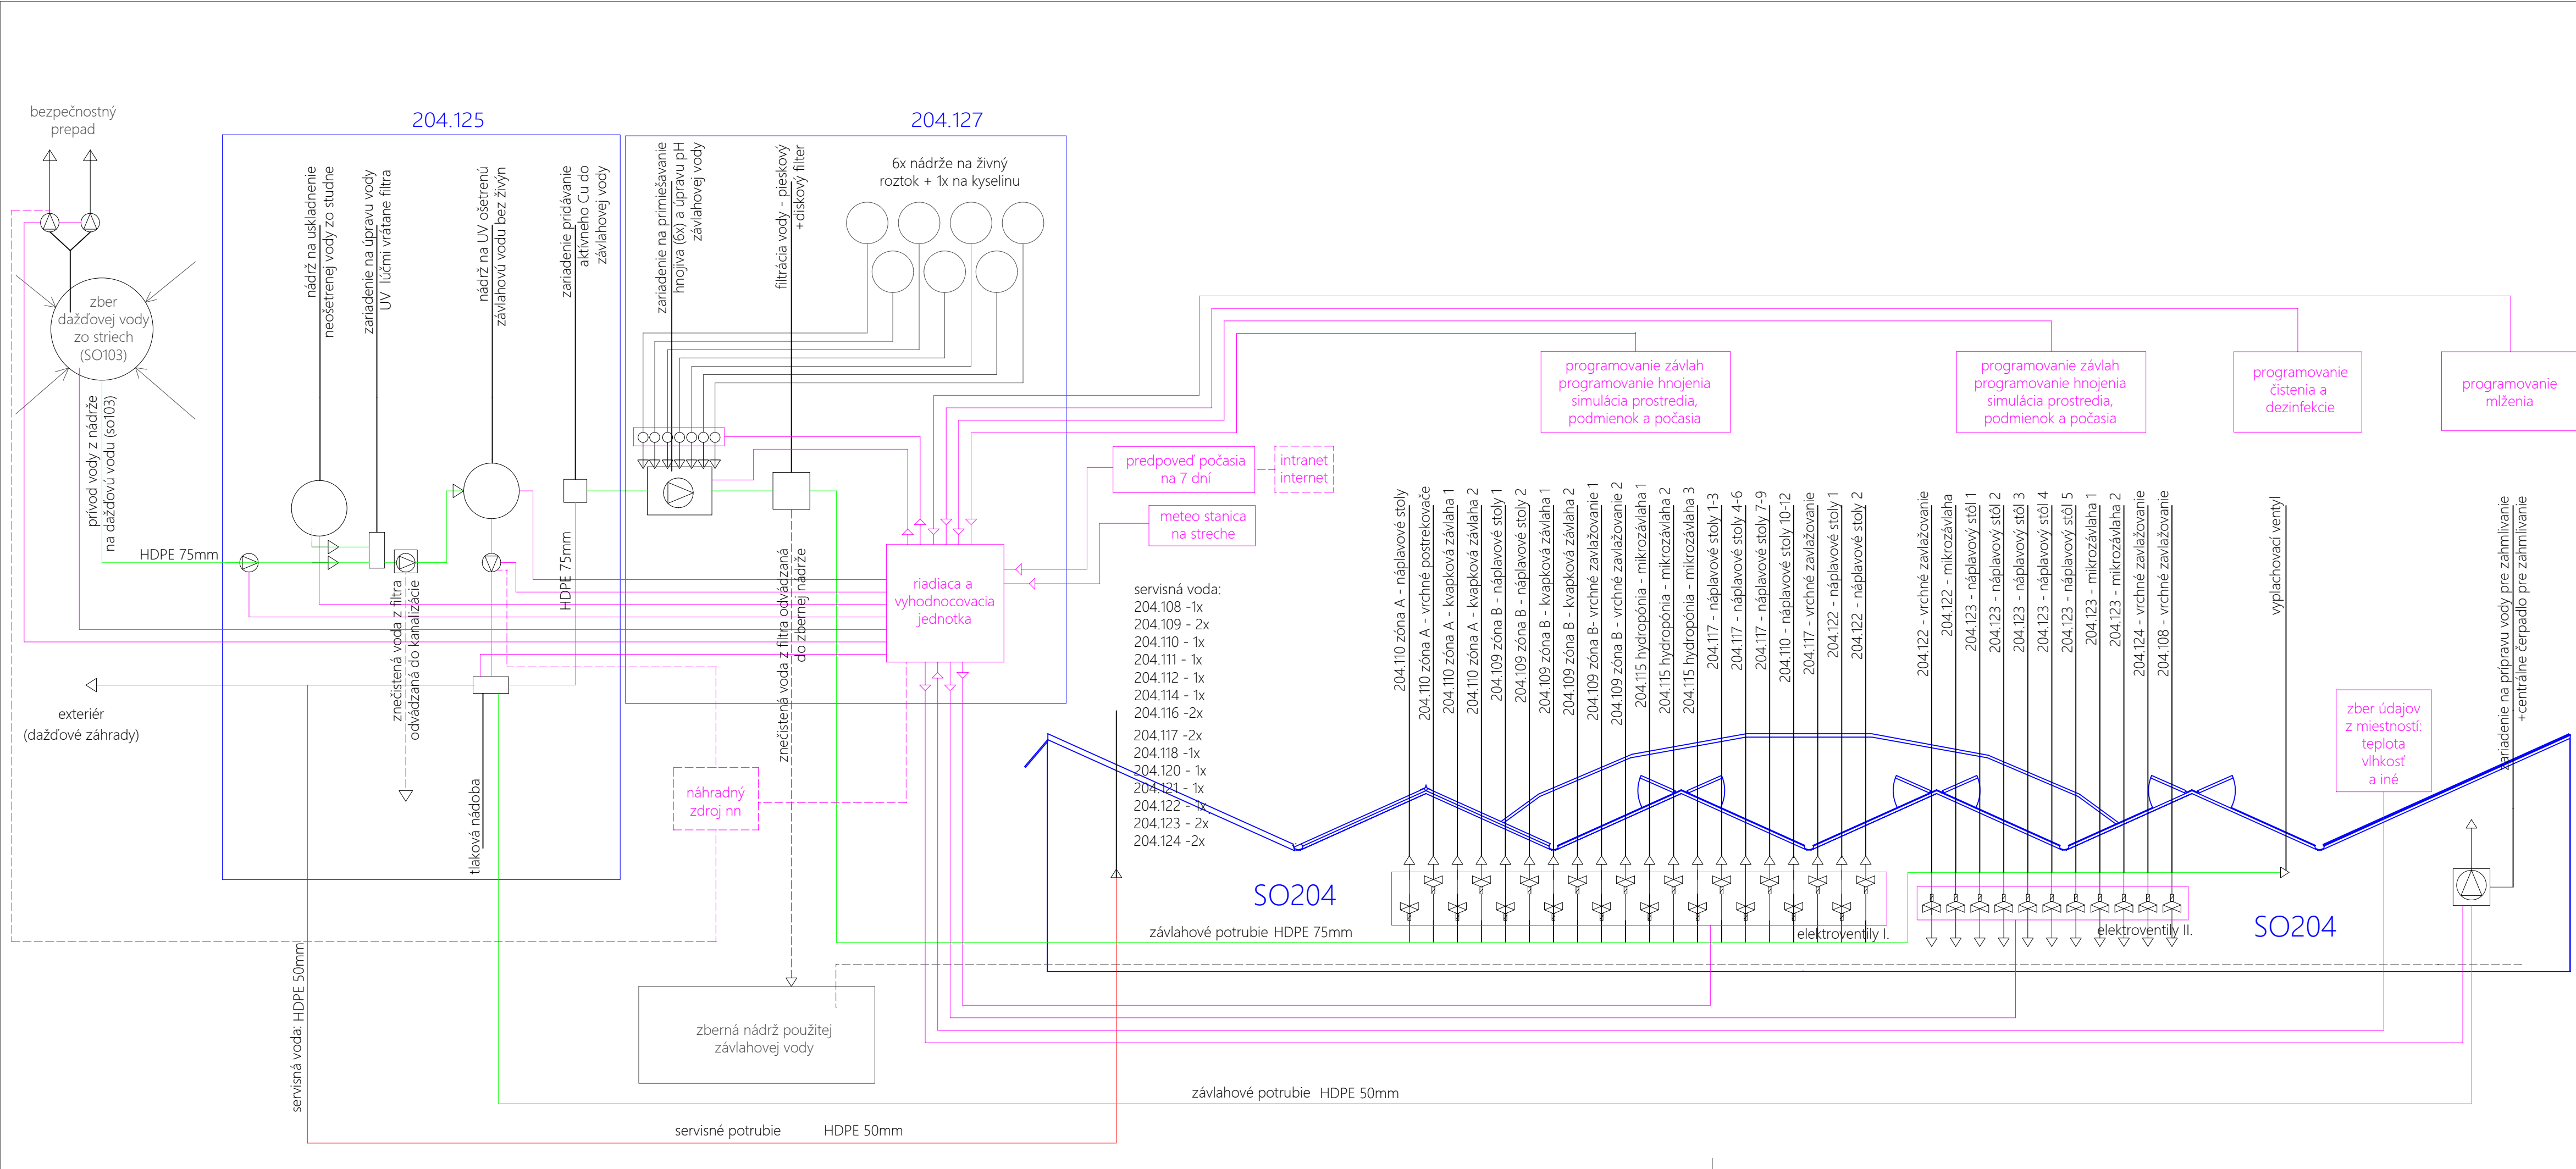 bezpečnostný
prepad
204.125
204.127
nádrž na uskladnenie
neošetrenej vody zo studne
zariadenie na úpravu vody
UV lúčmi vrátane filtra
nádrž na UV ošetrenú
závlahovú vodu bez živýn
zariadenie pridávanie
aktívneho Cu do
závlahovej vody
zariadenie na primiešavanie
hnojiva (6x) a úpravu pH
závlahovej vody
filtrácia vody - pieskový
+diskový filter
6x nádrže na živný
roztok + 1x na kyselinu
zber
dažďovej vody
zo striech
(SO103)
prívod vody z nádrže
na dažďovú vodu (so103)
HDPE 75mm
HDPE 75mm
znečistená voda z filtra
odvádzaná do kanalizácie
exteriér
(dažďové záhrady)
tlaková nádoba
servisná voda: HDPE 50mm
náhradný
zdroj nn
znečistená voda z filtra odvádzaná
do zbernej nádrže
riadiaca a
vyhodnocovacia
jednotka
predpoveď počasia
na 7 dní
intranet
internet
meteo stanica
na streche
programovanie závlah
programovanie hnojenia
simulácia prostredia,
podmienok a počasia
programovanie závlah
programovanie hnojenia
simulácia prostredia,
podmienok a počasia
programovanie
čistenia a
dezinfekcie
programovanie
mlženia
servisná voda:
204.108 -1x
204.109 - 2x
204.110 - 1x
204.111 - 1x
204.112 - 1x
204.114 - 1x
204.116 -2x
204.117 -2x
204.118 -1x
204.120 - 1x
204.121 - 1x
204.122 - 1x
204.123 - 2x
204.124 -2x
204.110 zóna A - náplavové stoly
204.110 zóna A - vrchné postrekovače
204.110 zóna A - kvapková závlaha 1
204.110 zóna A - kvapková závlaha 2
204.109 zóna B - náplavové stoly 1
204.109 zóna B - náplavové stoly 2
204.109 zóna B - kvapková závlaha 1
204.109 zóna B - kvapková závlaha 2
204.109 zóna B- vrchné zavlažovanie 1
204.109 zóna B - vrchné zavlažovanie 2
204.115 hydropónia - mikrozávlaha 1
204.115 hydropónia - mikrozávlaha 2
204.115 hydropónia - mikrozávlaha 3
204.117 - náplavové stoly 1-3
204.117 - náplavové stoly 4-6
204.117 - náplavové stoly 7-9
204.110 - náplavové stoly 10-12
204.117 - vrchné zavlažovanie
204.122 - náplavové stoly 1
204.122 - náplavové stoly 2
204.122 - vrchné zavlažovanie
204.122 - mikrozávlaha
204.123 - náplavový stôl 1
204.123 - náplavový stôl 2
204.123 - náplavový stôl 3
204.123 - náplavový stôl 4
204.123 - náplavový stôl 5
204.123 - mikrozávlaha 1
204.123 - mikrozávlaha 2
204.124 - vrchné zavlažovanie
204.108 - vrchné zavlažovanie
vyplachovací ventyl
zber údajov
z miestností:
teplota
vlhkosť
a iné
zariadenie na prípravu vody pre zahmlivanie
+centrálne čerpadlo pre zahmlivanie
SO204
SO204
závlahové potrubie HDPE 75mm
elektroventily I.
elektroventily II.
zberná nádrž použitej
závlahovej vody
závlahové potrubie HDPE 50mm
servisné potrubie HDPE 50mm